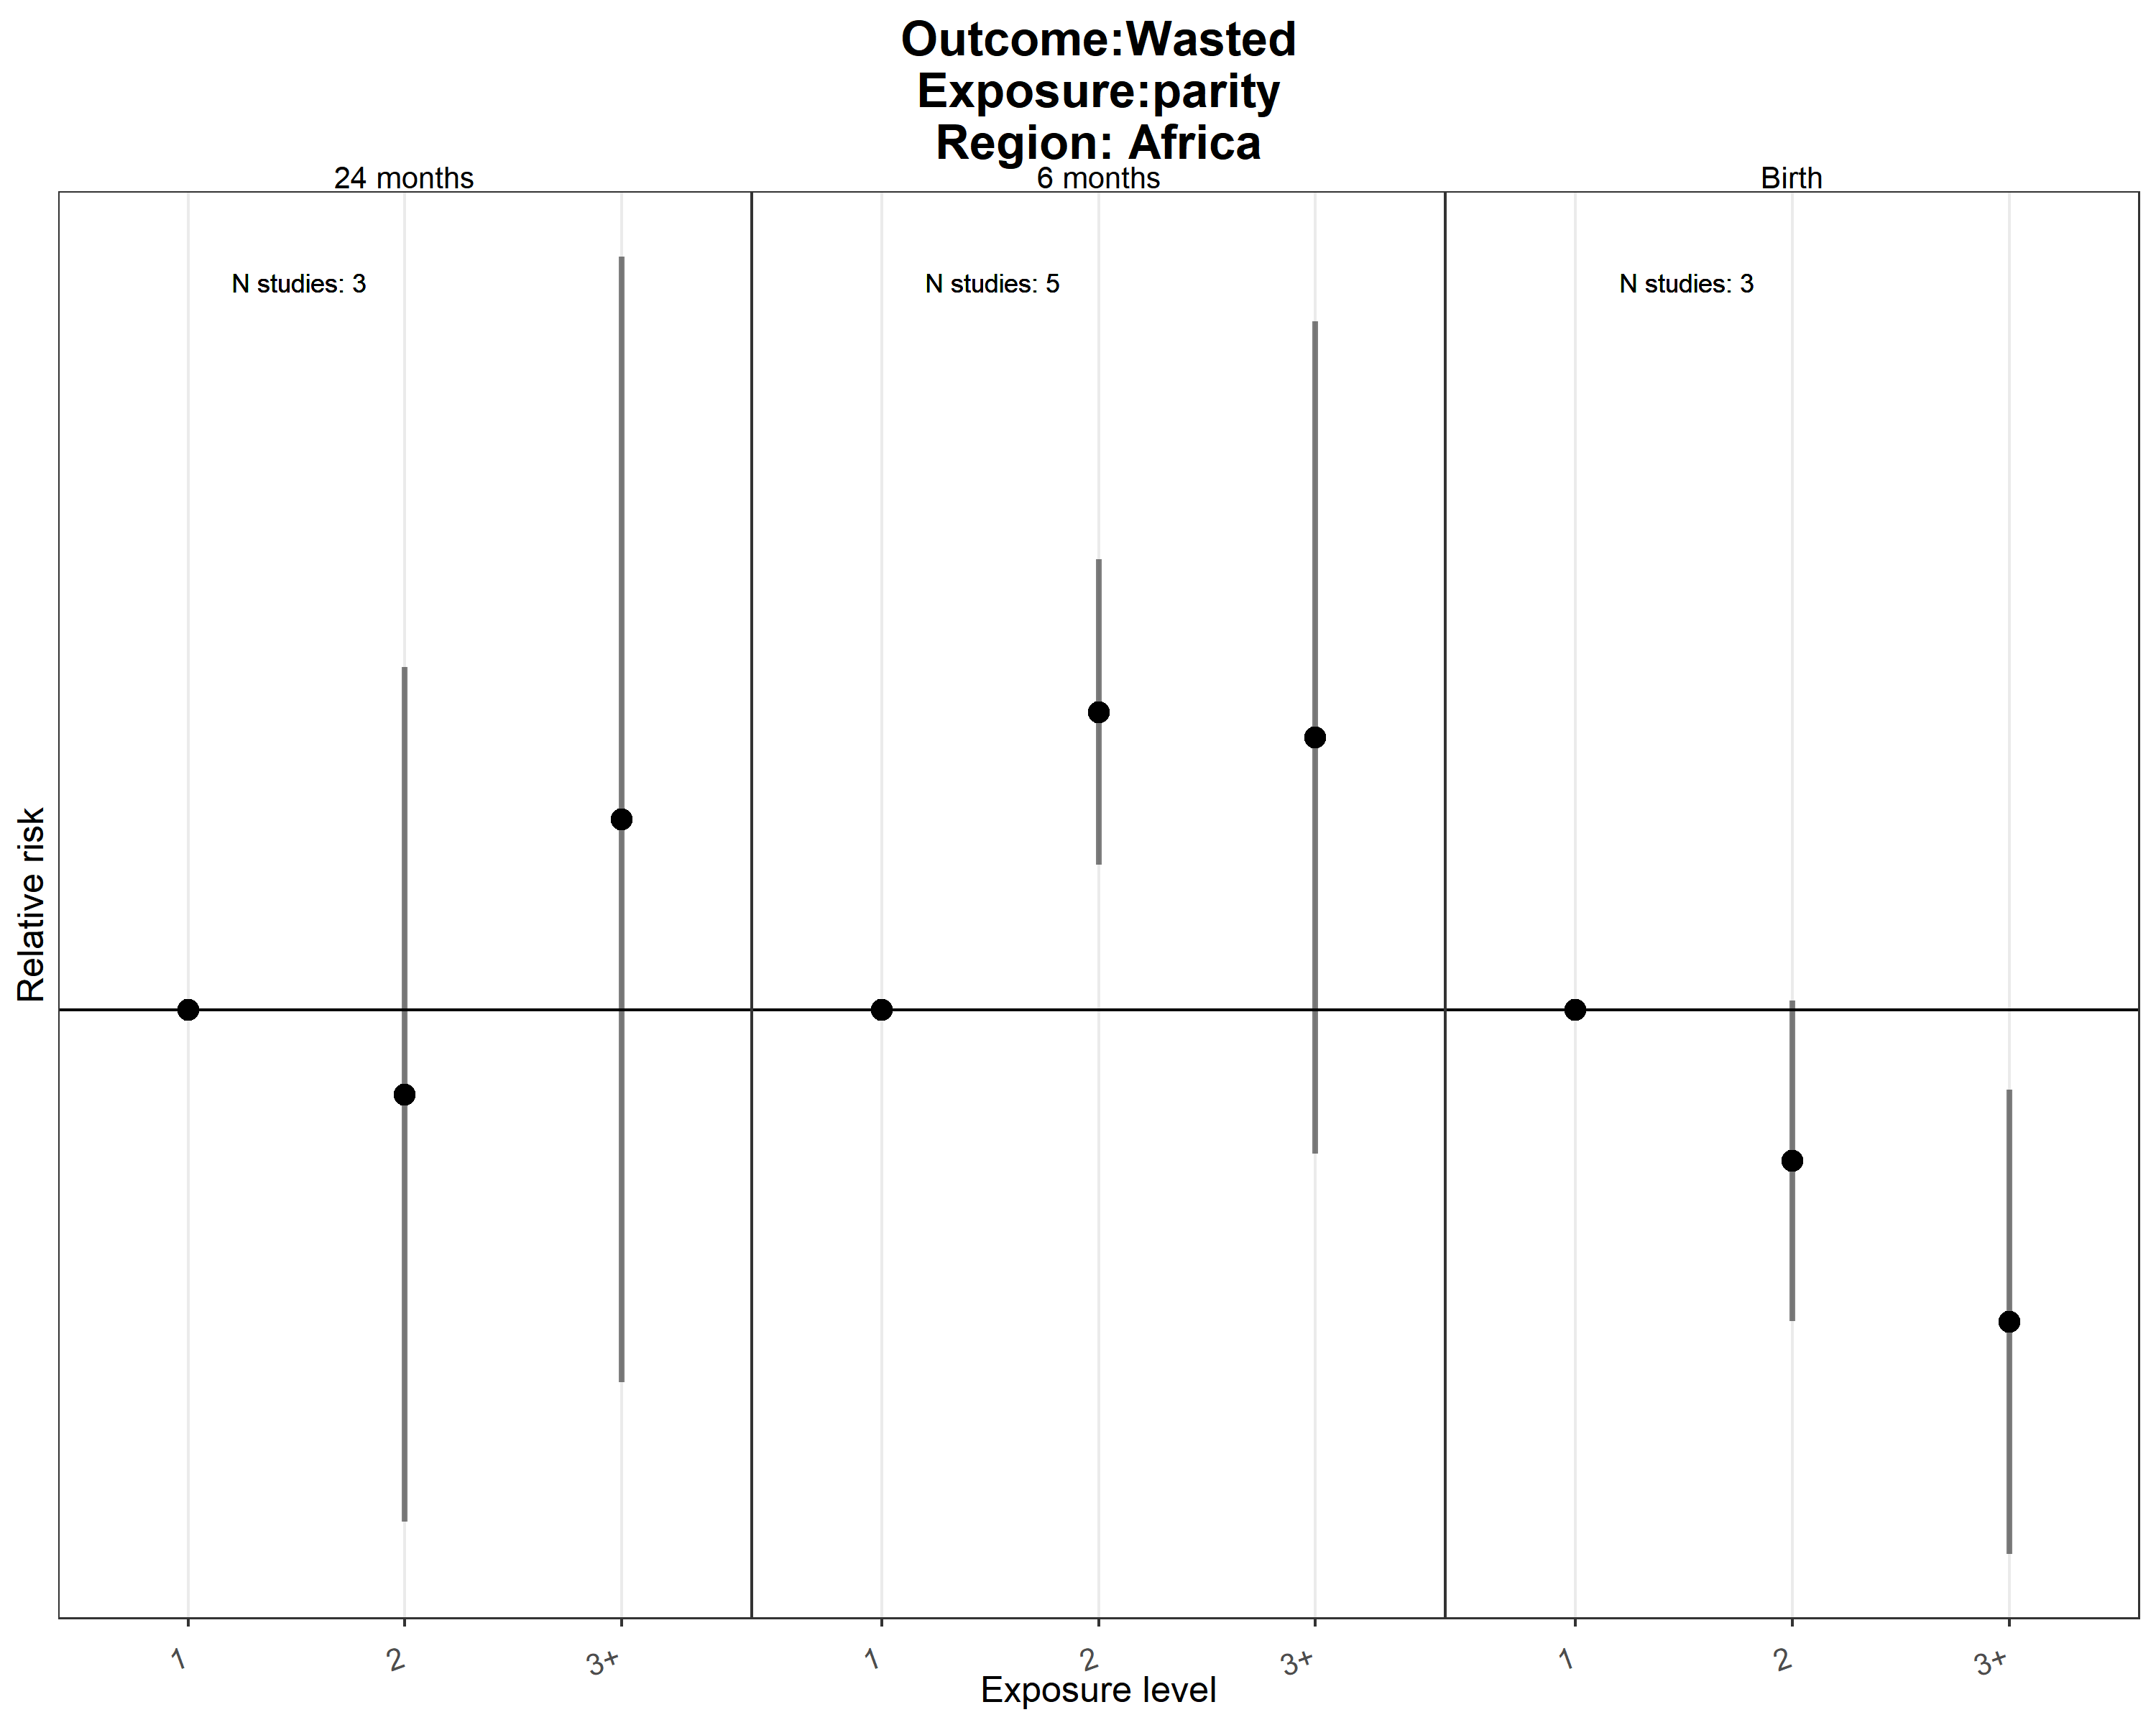 Outcome:Wasted
Exposure:parity
Region: Africa
24 months
6 months
Birth
N studies: 3
N studies: 5
N studies: 3
Relative risk
1
2
3+
1
2
3+
1
2
3+
Exposure level